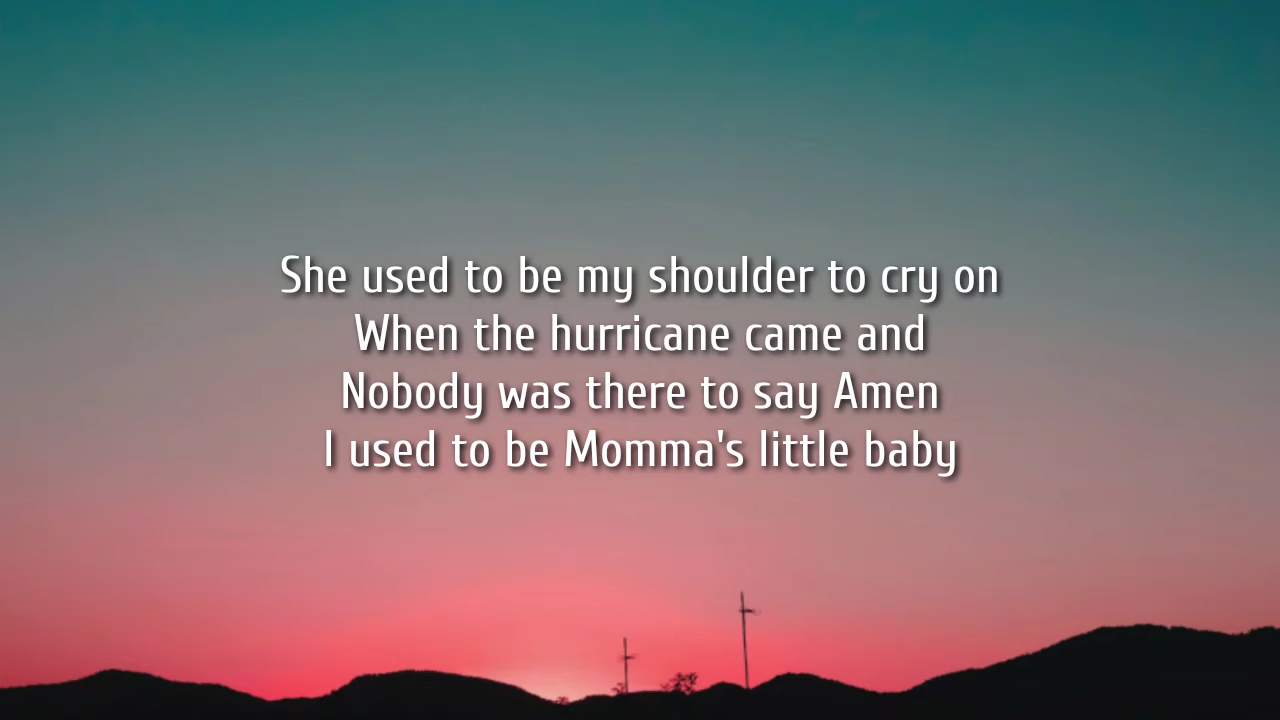 She used to be my shoulder to cry on
When the hurricane came and
Nobody was there to say Amen
I used to be Momma's little baby